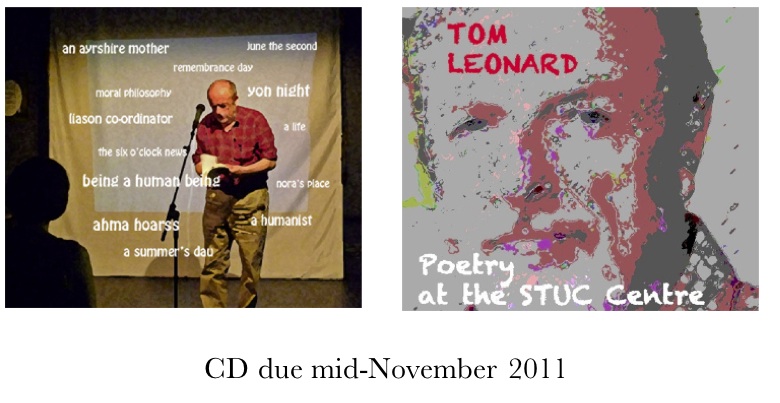 an ayrshire mother
June the second
remembrance day
moral philosophy
yon night
liason co-ordinator
a life
the six o'clock news
being a human being
nora's place
ahma hoarss
a humanist
a summer's dau
TOM
LEONARD
Poetry
at the STUC Centre
CD due mid-November 2011